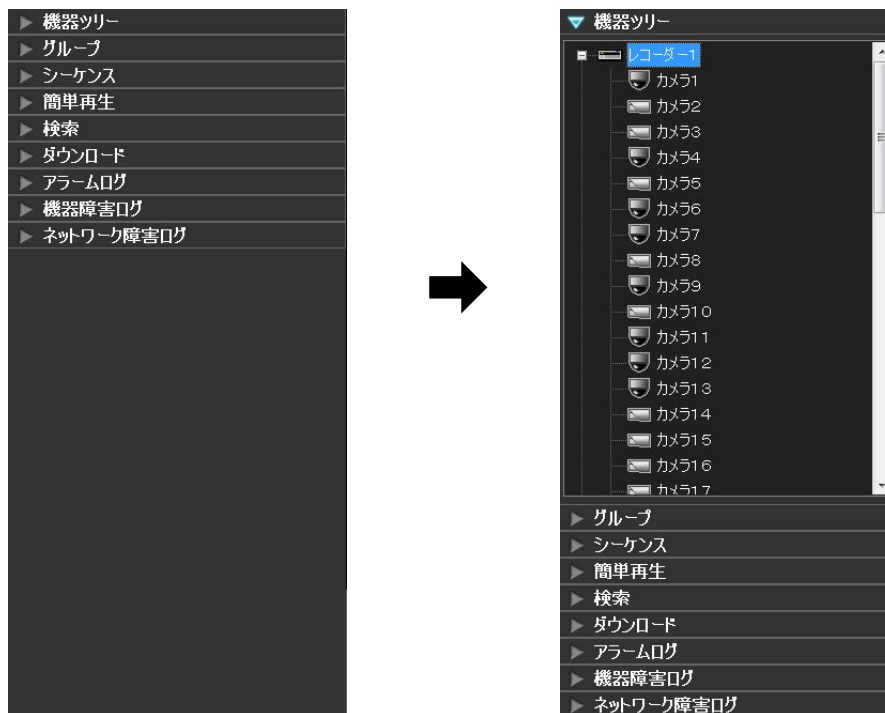 機器ツリー
グループ
シーケンス
簡単再生
検索
ダウンロード
アラームログ
機器障害ログ
ネットワーク障害ログ
機器ツリー
レコーダー1
カメラ1
カメラ2
カメラ3
カメラ4
カメラ5
カメラ6
カメラ7
カメラ8
カメラ9
カメラ10
カメラ11
カメラ12
カメラ13
カメラ14
カメラ15
カメラ16
カメラ17
グループ
シーケンス
簡単再生
検索
ダウンロード
アラームログ
機器障害ログ
ネットワーク障害ログ